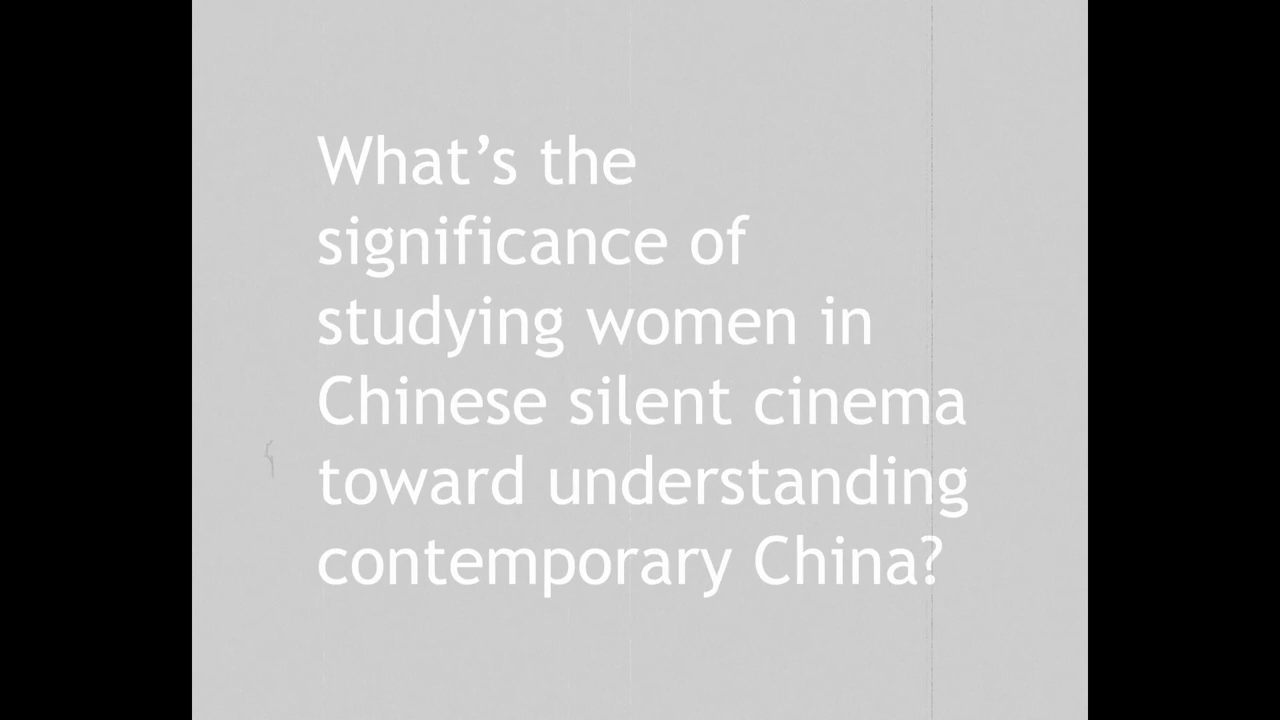 What’s the
significance of
studying women in
Chinese silent cinema
toward understanding
contemporary China?